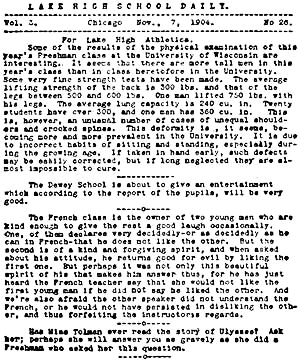 LAKE HIGH SCHOOL DAILY.
Vol. 3. Chicago Nov., 7, 1904. No 26.
For Lake High Athletics.
Some of the results of the physical examination of this
year's Freshman class at the University of Wisconsin are
interesting. It seems that there are more tall men in this
year's class than in class heretofore in the University.
Some very fine strength tests have been made. The average
lifting strength of the back is 300 lbs. and that of the
legs between 500 and 600 lbs. One man lifted 750 lbs. with
his legs. The average lung capacity is 240 cu. in. Twenty
students have over 300, and one man has 360 cu. in. This
is, however, an unusual number of cases of unequal should-
ers and crooked spines. This deformity is, it seems, be-
coming more and more prevalent in the University. It is due
to incorrect habits of sitting and standing, especially dur-
ing the growing age. If taken in hand early, such defects
may be easily corrected, but if long neglected they are al-
most impossible to cure.
The Dewey School is about to give an entertainment
which according to the report of the pupils, will be very
good.
The French class is the owner of two young men who are
kind enough to give the rest a good laugh occasionally.
One, of them declares very decidedly-or as decidedly as he
can in French-that he does not like the other. But the
second is of a kind and forgiving spirit, and when asked
about his attitude, he returns good for evil by liking the
first one. But perhaps it was not only this beautiful
spirit of his that makes him answer thus, for he had just
heard the French teacher say that she would not like the
first young man if he did not say he liked the other. And
we're also afraid the other speaker did not understand the
French, or he would not have persisted in disliking the oth-
er, and thus forfeiting the instructor's regards.
Has Miss Tolman ever read the story of Ulysses? Ask
her; perhaps she will answer you as gravely as she did a
Freshman who asked her this question.